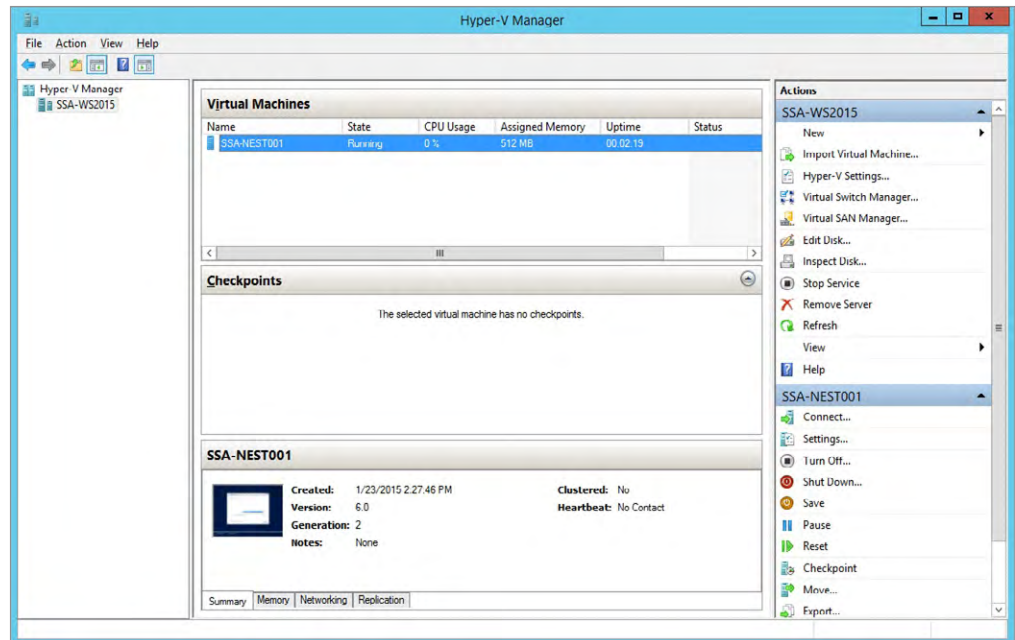 Hyper-V Manager
File Action View Help
Hyper-V Manager
SSA-WS2015
Virtual Machines
Name State CPU Usage Assigned Memory Uptime Status
SSA-NEST001 Running 0 % 512 MB 00:02:19
Checkpoints
The selected virtual machine has no checkpoints.
SSA-NEST001
Created: 1/23/2015 2:27:46 PM Clustered: No
Version: 6.0 Heartbeat: No Contact
Generation: 2
Notes: None
Summary Memory Networking Replication
Actions
SSA-WS2015
New
Import Virtual Machine...
Hyper-V Settings...
Virtual Switch Manager...
Virtual SAN Manager...
Edit Disk...
Inspect Disk...
Stop Service
Remove Server
Refresh
View
Help
SSA-NEST001
Connect...
Settings...
Turn Off...
Shut Down...
Save
Pause
Reset
Checkpoint
Move...
Export...